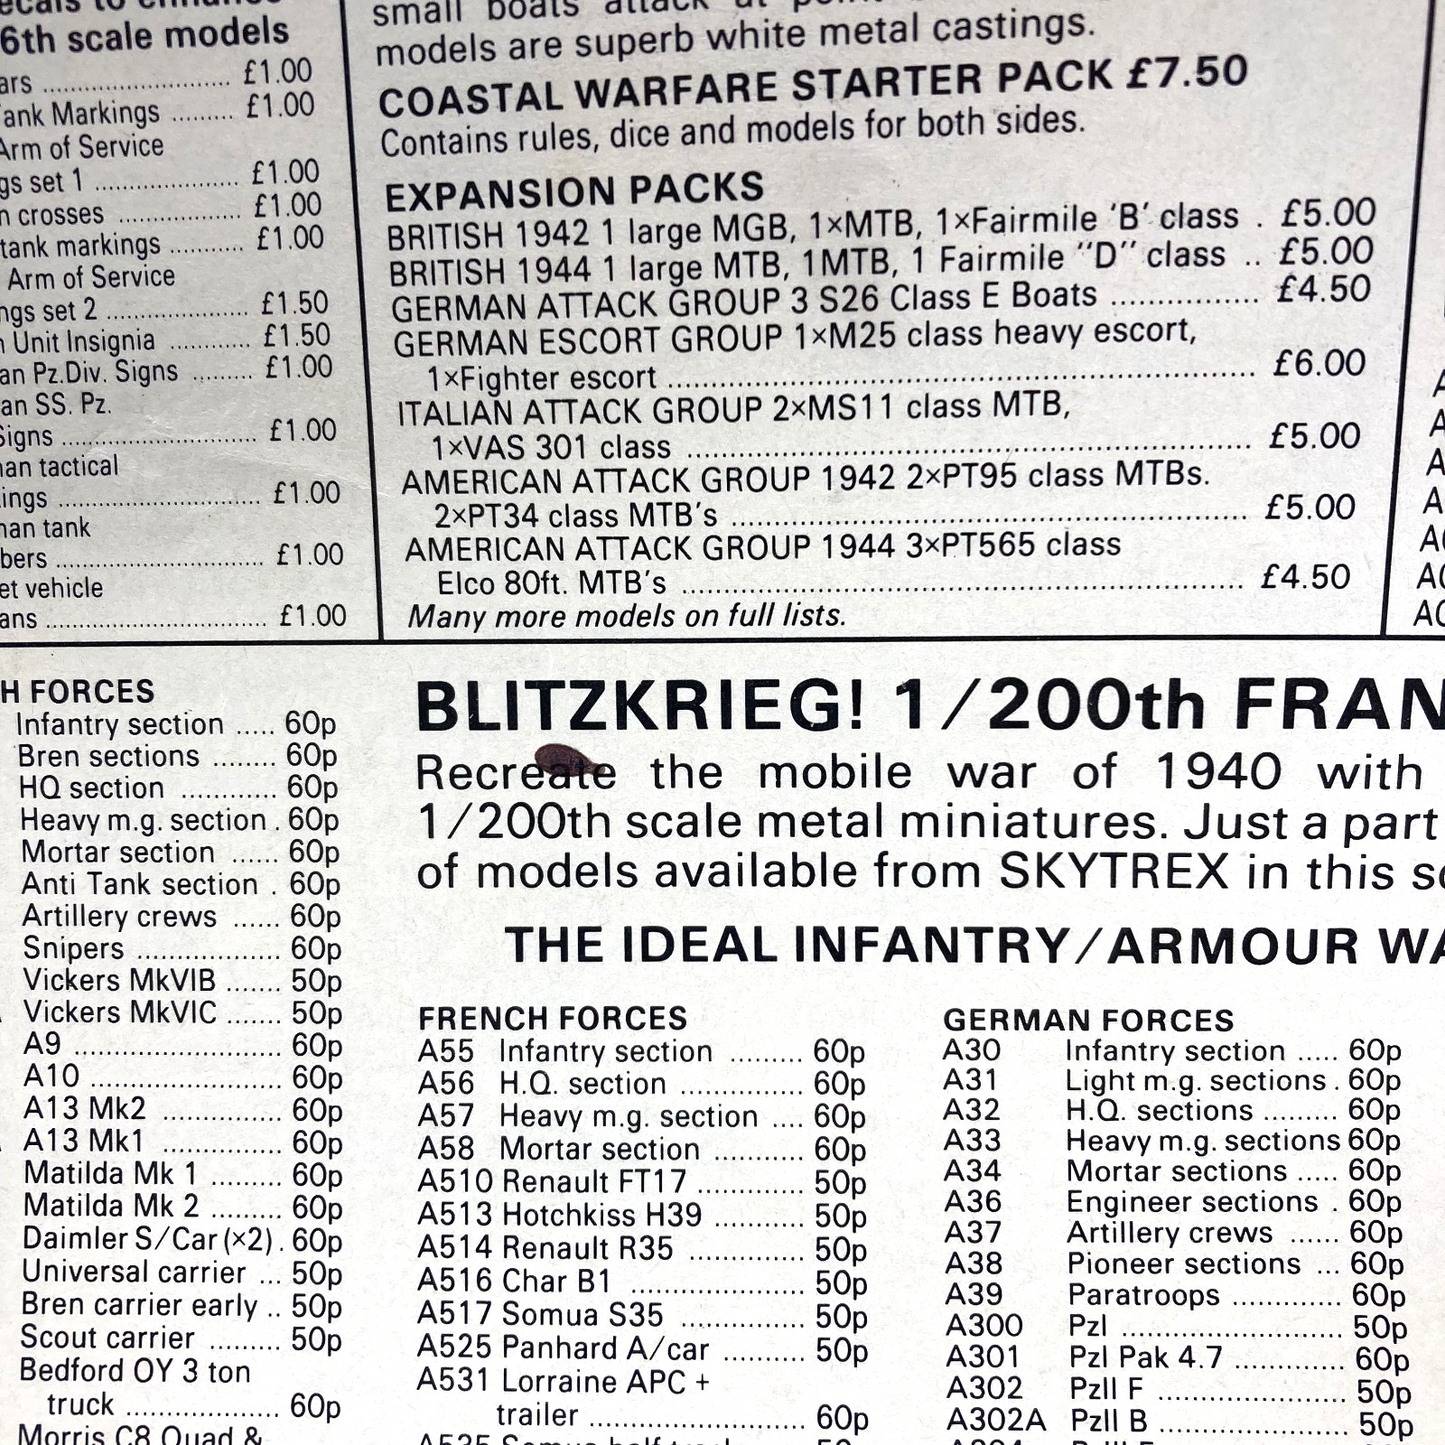 6th scale models
ars ........................... £1.00
ank Markings ......... £1.00
Arm of Service
gs set 1 ...................... £1.00
n crosses .................. £1.00
tank markings ........... £1.00
Arm of Service
ngs set 2 ..................... £1.50
n Unit Insignia ............ £1.50
an Pz.Div. Signs ......... £1.00
an SS. Pz.
Signs ............................. £1.00
nan tactical
ings .............................. £1.00
nan tank
bers .............................. £1.00
et vehicle
ans ................................ £1.00
small boats attack at point
models are superb white metal castings.
COASTAL WARFARE STARTER PACK £7.50
Contains rules, dice and models for both sides.
EXPANSION PACKS
BRITISH 1942 1 large MGB, 1×MTB, 1×Fairmile 'B' class . £5.00
BRITISH 1944 1 large MTB, 1MTB, 1 Fairmile "D" class .. £5.00
GERMAN ATTACK GROUP 3 S26 Class E Boats ............... £4.50
GERMAN ESCORT GROUP 1×M25 class heavy escort,
1×Fighter escort ............................................................ £6.00
ITALIAN ATTACK GROUP 2×MS11 class MTB,
1×VAS 301 class .......................................................... £5.00
AMERICAN ATTACK GROUP 1942 2×PT95 class MTBs.
2×PT34 class MTB's ..................................................... £5.00
AMERICAN ATTACK GROUP 1944 3×PT565 class
Elco 80ft. MTB's ........................................................... £4.50
Many more models on full lists.
H FORCES
Infantry section ..... 60p
Bren sections ........ 60p
HQ section ............ 60p
Heavy m.g. section . 60p
Mortar section ...... 60p
Anti Tank section . 60p
Artillery crews ...... 60p
Snipers .................. 60p
Vickers MkVIB ....... 50p
Vickers MkVIC ....... 50p
A9 .......................... 60p
A10 ........................ 60p
A13 Mk2 ............... 60p
A13 Mk1 ............... 60p
Matilda Mk 1 ......... 60p
Matilda Mk 2 ......... 60p
Daimler S/Car (×2) . 60p
Universal carrier ... 50p
Bren carrier early .. 50p
Scout carrier ......... 50p
Bedford OY 3 ton
truck ................... 60p
Morris C8 Quad &
BLITZKRIEG! 1/200th FRAN
Recreate the mobile war of 1940 with
1/200th scale metal miniatures. Just a part
of models available from SKYTREX in this sc
THE IDEAL INFANTRY/ARMOUR WA
FRENCH FORCES
A55 Infantry section ......... 60p
A56 H.Q. section ............... 60p
A57 Heavy m.g. section .... 60p
A58 Mortar section ........... 60p
A510 Renault FT17 ............. 50p
A513 Hotchkiss H39 ........... 50p
A514 Renault R35 .............. 50p
A516 Char B1 ..................... 50p
A517 Somua S35 ............... 50p
A525 Panhard A/car .......... 50p
A531 Lorraine APC +
trailer .......................... 60p
GERMAN FORCES
A30 Infantry section ..... 60p
A31 Light m.g. sections . 60p
A32 H.Q. sections ......... 60p
A33 Heavy m.g. sections 60p
A34 Mortar sections ..... 60p
A36 Engineer sections . 60p
A37 Artillery crews ...... 60p
A38 Pioneer sections ... 60p
A39 Paratroops ............. 60p
A300 PzI .......................... 50p
A301 PzI Pak 4.7 ............. 60p
A302 PzII F ...................... 50p
A302A PzII B ..................... 50p